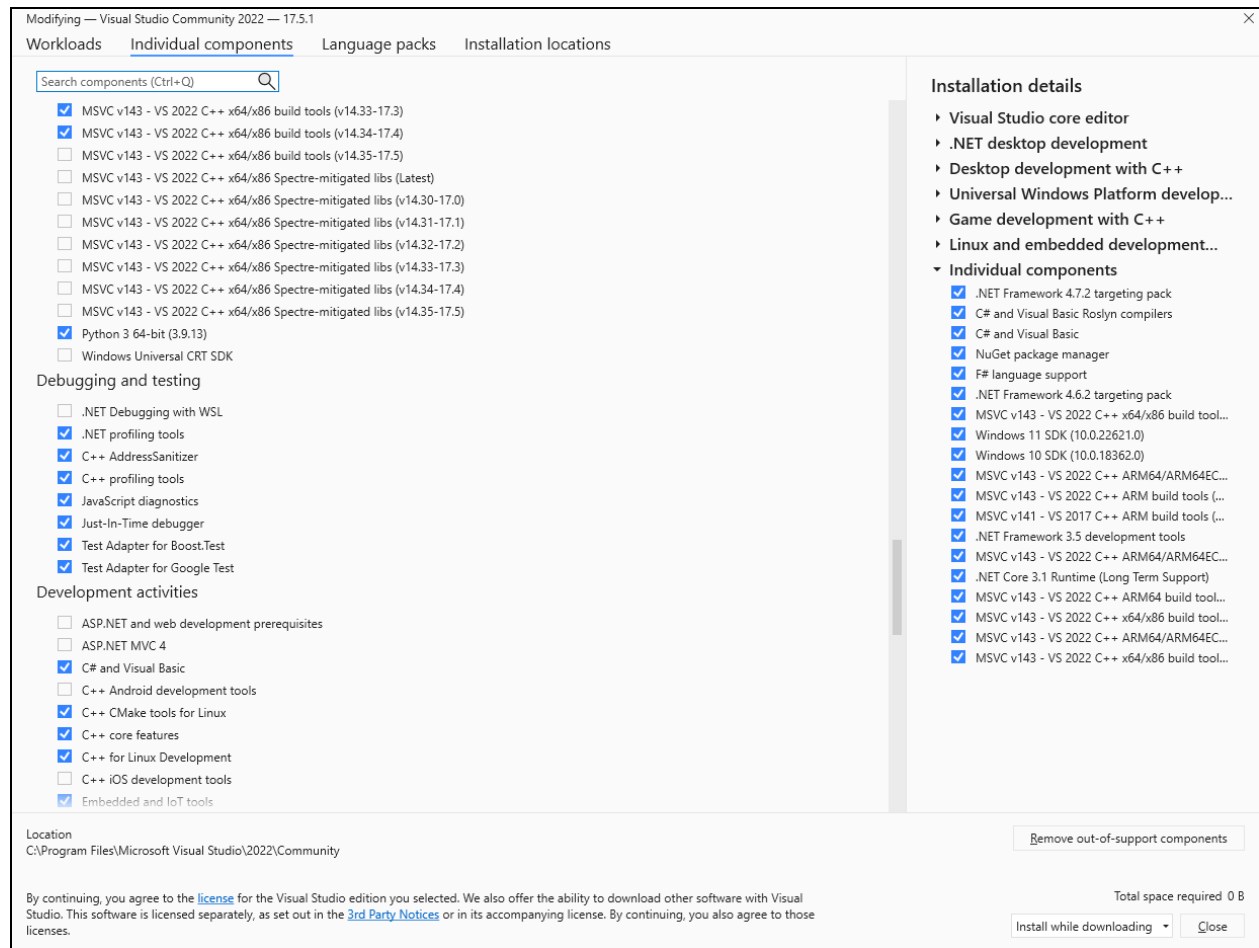 Modifying — Visual Studio Community 2022 — 17.5.1
Workloads Individual components Language packs Installation locations
Search components (Ctrl+Q)
MSVC v143 - VS 2022 C++ x64/x86 build tools (v14.33-17.3)
MSVC v143 - VS 2022 C++ x64/x86 build tools (v14.34-17.4)
MSVC v143 - VS 2022 C++ x64/x86 build tools (v14.35-17.5)
MSVC v143 - VS 2022 C++ x64/x86 Spectre-mitigated libs (Latest)
MSVC v143 - VS 2022 C++ x64/x86 Spectre-mitigated libs (v14.30-17.0)
MSVC v143 - VS 2022 C++ x64/x86 Spectre-mitigated libs (v14.31-17.1)
MSVC v143 - VS 2022 C++ x64/x86 Spectre-mitigated libs (v14.32-17.2)
MSVC v143 - VS 2022 C++ x64/x86 Spectre-mitigated libs (v14.33-17.3)
MSVC v143 - VS 2022 C++ x64/x86 Spectre-mitigated libs (v14.34-17.4)
MSVC v143 - VS 2022 C++ x64/x86 Spectre-mitigated libs (v14.35-17.5)
Python 3 64-bit (3.9.13)
Windows Universal CRT SDK
Debugging and testing
.NET Debugging with WSL
.NET profiling tools
C++ AddressSanitizer
C++ profiling tools
JavaScript diagnostics
Just-In-Time debugger
Test Adapter for Boost.Test
Test Adapter for Google Test
Development activities
ASP.NET and web development prerequisites
ASP.NET MVC 4
C# and Visual Basic
C++ Android development tools
C++ CMake tools for Linux
C++ core features
C++ for Linux Development
C++ iOS development tools
Embedded and IoT tools
Installation details
Visual Studio core editor
.NET desktop development
Desktop development with C++
Universal Windows Platform develop...
Game development with C++
Linux and embedded development...
Individual components
.NET Framework 4.7.2 targeting pack
C# and Visual Basic Roslyn compilers
C# and Visual Basic
NuGet package manager
F# language support
.NET Framework 4.6.2 targeting pack
MSVC v143 - VS 2022 C++ x64/x86 build tool...
Windows 11 SDK (10.0.22621.0)
Windows 10 SDK (10.0.18362.0)
MSVC v143 - VS 2022 C++ ARM64/ARM64EC...
MSVC v143 - VS 2022 C++ ARM build tools (...
MSVC v141 - VS 2017 C++ ARM build tools (...
.NET Framework 3.5 development tools
MSVC v143 - VS 2022 C++ ARM64/ARM64EC...
.NET Core 3.1 Runtime (Long Term Support)
MSVC v143 - VS 2022 C++ ARM64 build tool...
MSVC v143 - VS 2022 C++ x64/x86 build tool...
MSVC v143 - VS 2022 C++ ARM64/ARM64EC...
MSVC v143 - VS 2022 C++ x64/x86 build tool...
Location
C:\Program Files\Microsoft Visual Studio\2022\Community
Remove out-of-support components
By continuing, you agree to the license for the Visual Studio edition you selected. We also offer the ability to download other software with Visual
Studio. This software is licensed separately, as set out in the 3rd Party Notices or in its accompanying license. By continuing, you also agree to those
licenses.
Total space required 0 B
Install while downloading Close